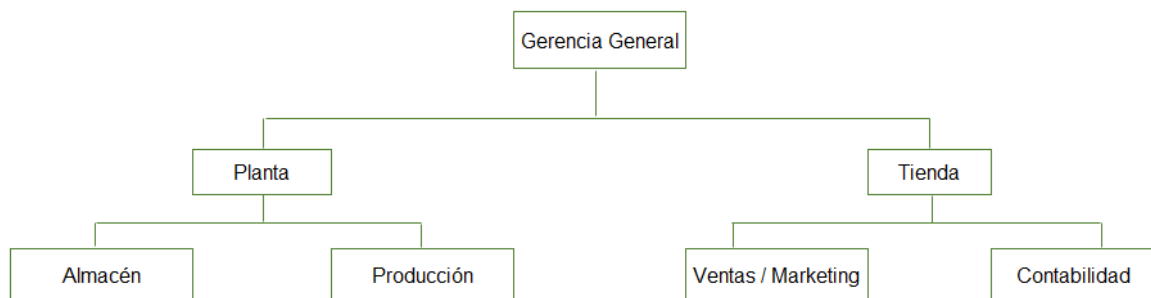 Gerencia General
Planta
Tienda
Almacén
Producción
Ventas / Marketing
Contabilidad